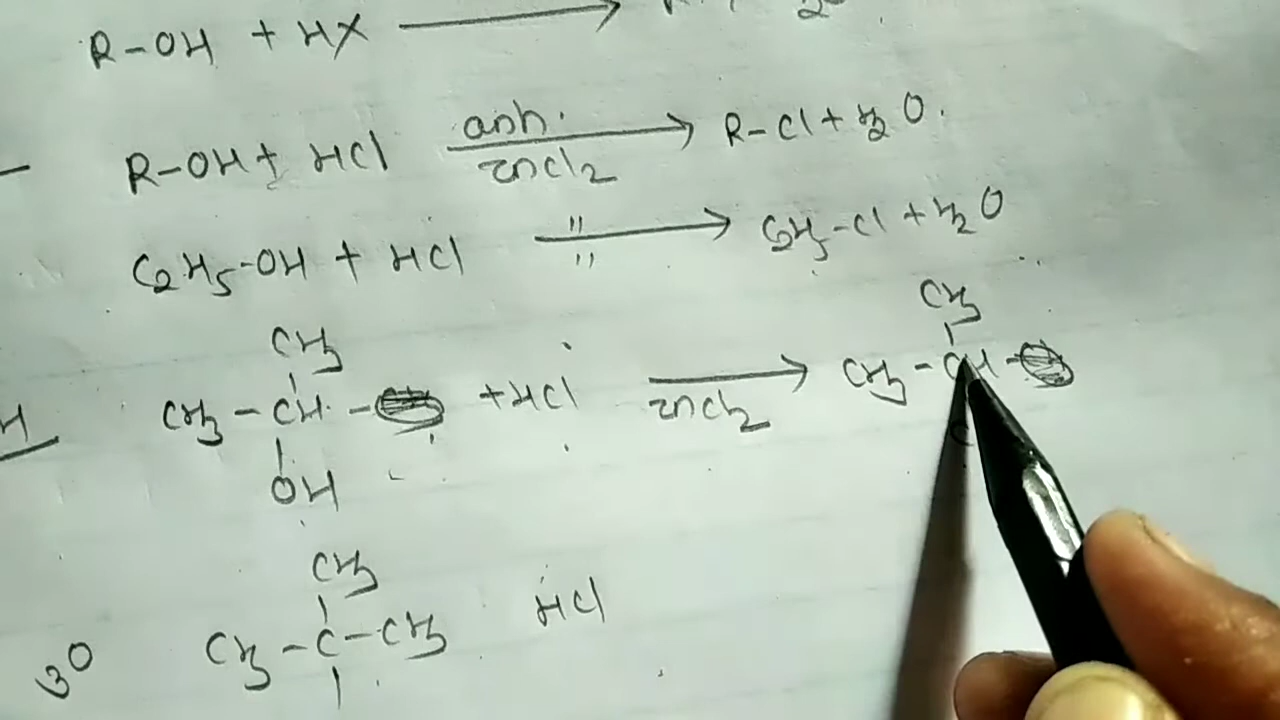 R-OH + HX
anh.
R-OH + HCl ⟶ R-Cl + H2O.
ZnCl2
"
C2H5-OH + HCl ⟶ C2H5-Cl + H2O
"
CH3 CH3
CH3 - CH - + HCl ⟶ CH3 - CH -
ZnCl2
OH
CH3
HCl
3° CH3 - C - CH3